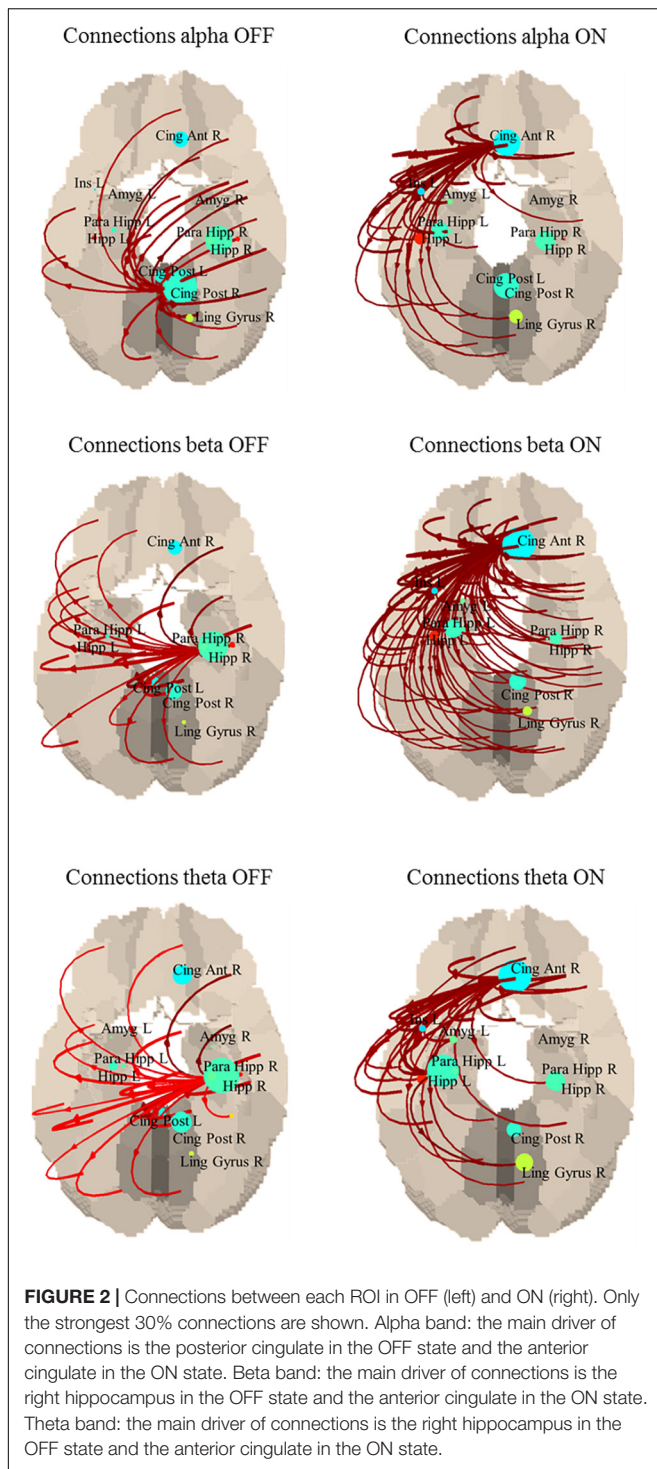 Connections alpha OFF
Connections alpha ON
Cing Ant R
Ins L
Amyg L
Amyg R
Para Hipp L
Hipp L
Para Hipp R
Hipp R
Cing Post L
Cing Post R
Ling Gyrus R
Cing Ant R
Ins L
Amyg L
Amyg R
Para Hipp L
Hipp L
Para Hipp R
Hipp R
Cing Post L
Cing Post R
Ling Gyrus R
Connections beta OFF
Connections beta ON
Cing Ant R
Para Hipp L
Hipp L
Para Hipp R
Hipp R
Cing Post L
Cing Post R
Ling Gyrus R
Cing Ant R
Ins L
Amyg L
Para Hipp L
Hipp L
Para Hipp R
Hipp R
Cing Post R
Ling Gyrus R
Connections theta OFF
Connections theta ON
Cing Ant R
Amyg L
Amyg R
Para Hipp L
Hipp L
Para Hipp R
Hipp R
Cing Post L
Cing Post R
Ling Gyrus R
Cing Ant R
Ins L
Amyg L
Amyg R
Para Hipp L
Hipp L
Para Hipp R
Hipp R
Cing Post R
Ling Gyrus R
FIGURE 2 | Connections between each ROI in OFF (left) and ON (right). Only
the strongest 30% connections are shown. Alpha band: the main driver of
connections is the posterior cingulate in the OFF state and the anterior
cingulate in the ON state. Beta band: the main driver of connections is the
right hippocampus in the OFF state and the anterior cingulate in the ON state.
Theta band: the main driver of connections is the right hippocampus in the
OFF state and the anterior cingulate in the ON state.